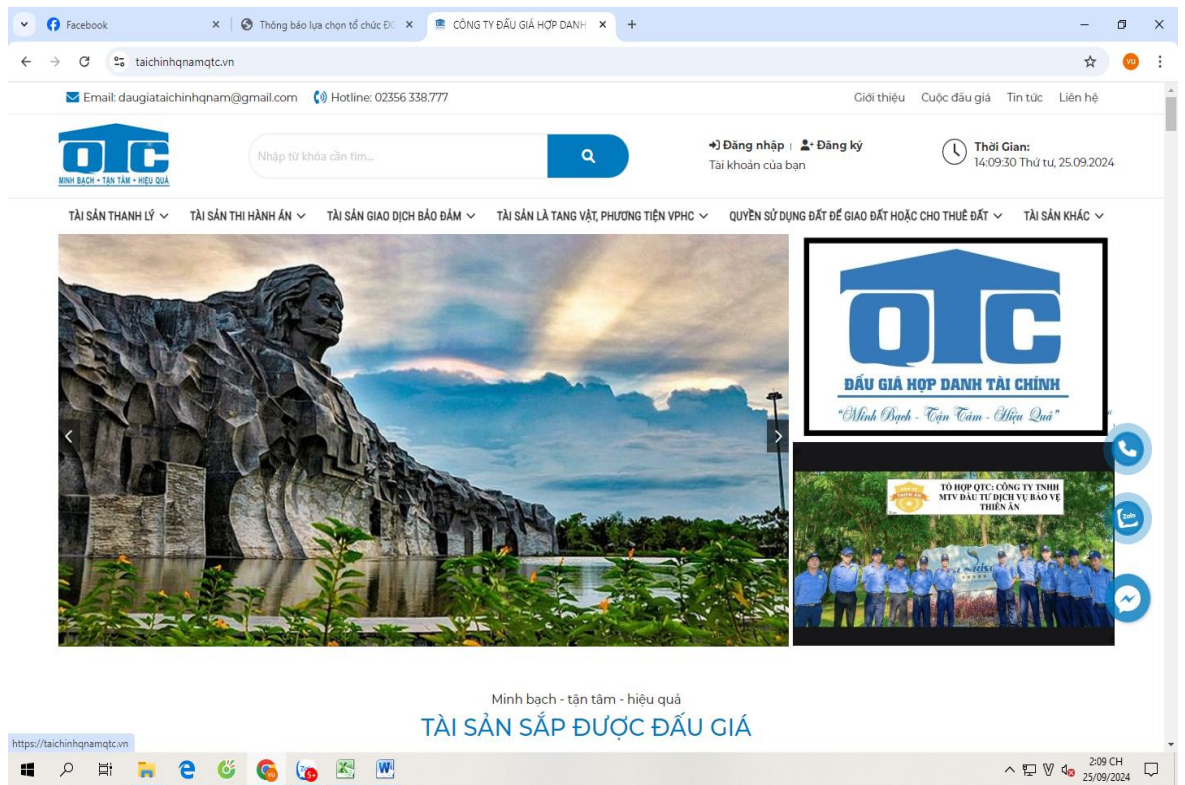 Facebook
Thông báo lựa chọn tổ chức
CÔNG TY ĐẤU GIÁ HỢP DANH
taichinhqnamqtc.vn
VU
Email: daugiataichinhqnam@gmail.com Hotline: 02356 338.777
Giới thiệu Cuộc đấu giá Tin tức Liên hệ
QTC
MINH BẠCH - TẬN TÂM - HIỆU QUẢ
Nhập từ khóa cần tìm...
Đăng nhập | Đăng ký
Tài khoản của bạn
Thời Gian:
14:09:30 Thứ tư, 25.09.2024
TÀI SẢN THANH LÝ TÀI SẢN THI HÀNH ÁN TÀI SẢN GIAO DỊCH BẢO ĐẢM TÀI SẢN LÀ TANG VẬT, PHƯƠNG TIỆN VPHC QUYỀN SỬ DỤNG ĐẤT ĐỂ GIAO ĐẤT HOẶC CHO THUÊ ĐẤT TÀI SẢN KHÁC
QTC
ĐẤU GIÁ HỢP DANH TÀI CHÍNH
"Minh Bạch - Tận Tâm - Hiệu Quả"
TỔ HỢP QTC: CÔNG TY TNHH
MTV ĐẦU TƯ DỊCH VỤ BẢO VỆ
THIÊN ÂN
Zalo
Minh bạch - tận tâm - hiệu quả
TÀI SẢN SẮP ĐƯỢC ĐẤU GIÁ
https://taichinhqnamqtc.vn
5+
2:09 CH
25/09/2024